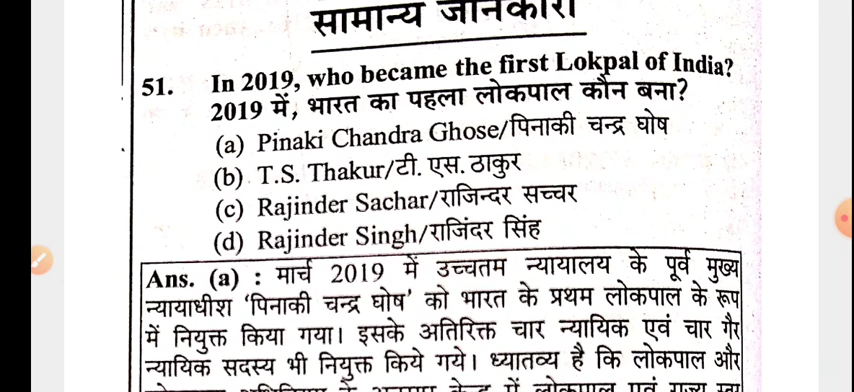 सामान्य जानकारी
51. In 2019, who became the first Lokpal of India?
2019 में, भारत का पहला लोकपाल कौन बना?
(a) Pinaki Chandra Ghose/पिनाकी चन्द्र घोष
(b) T.S. Thakur/टी. एस. ठाकुर
(c) Rajinder Sachar/राजिन्दर सच्चर
(d) Rajinder Singh/राजिंदर सिंह
Ans. (a) : मार्च 2019 में उच्चतम न्यायालय के पूर्व मुख्य
न्यायाधीश ‘पिनाकी चन्द्र घोष’ को भारत के प्रथम लोकपाल के रूप
में नियुक्त किया गया। इसके अतिरिक्त चार न्यायिक एवं चार गैर
न्यायिक सदस्य भी नियुक्त किये गये। ध्यातव्य है कि लोकपाल और
में लोकपाल एवं राज्य